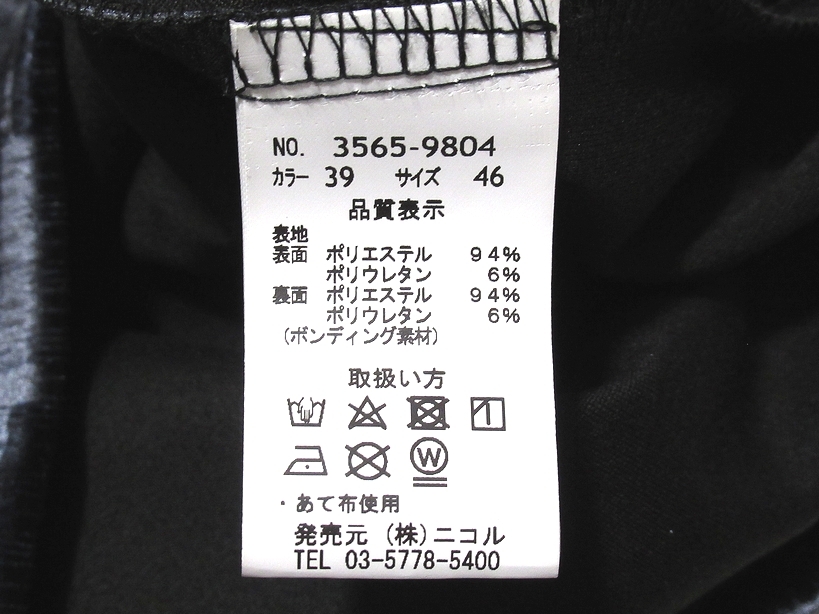 NO. 3565-9804
カラー 39 サイズ 46
品質表示
表地
表面 ポリエステル 94%
ポリウレタン 6%
裏面 ポリエステル 94%
ポリウレタン 6%
(ボンディング素材)
取扱い方
W
・あて布使用
発売元 (株)ニコル
TEL 03-5778-5400